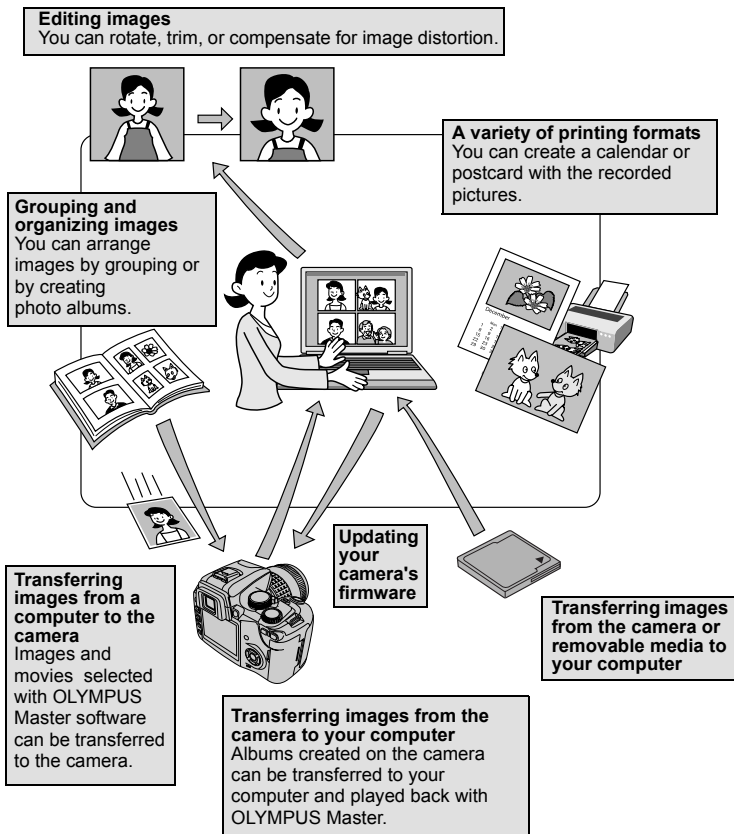 Editing images
You can rotate, trim, or compensate for image distortion.
A variety of printing formats
You can create a calendar or
postcard with the recorded
pictures.
Grouping and
organizing images
You can arrange
images by grouping or
by creating
photo albums.
December
Updating
your
camera's
firmware
Transferring
images from a
computer to the
camera
Images and
movies selected
with OLYMPUS
Master software
can be transferred
to the camera.
Transferring images
from the camera or
removable media to
your computer
Transferring images from the
camera to your computer
Albums created on the camera
can be transferred to your
computer and played back with
OLYMPUS Master.